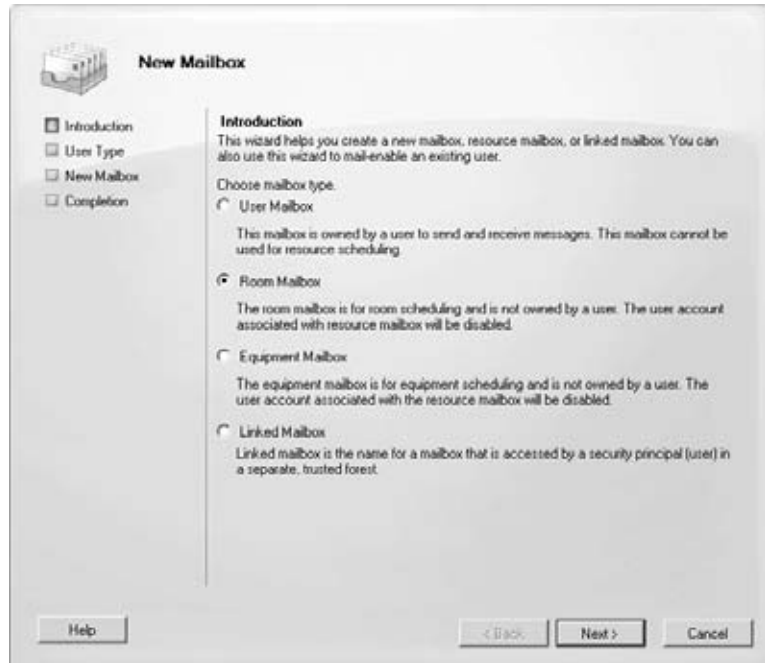 New Mailbox
Introduction
User Type
New Mailbox
Completion
Introduction
This wizard helps you create a new mailbox, resource mailbox, or linked mailbox. You can
also use this wizard to mail-enable an existing user.
Choose mailbox type.
User Mailbox
This mailbox is owned by a user to send and receive messages. This mailbox cannot be
used for resource scheduling.
Room Mailbox
The room mailbox is for room scheduling and is not owned by a user. The user account
associated with resource mailbox will be disabled.
Equipment Mailbox
The equipment mailbox is for equipment scheduling and is not owned by a user. The
user account associated with the resource mailbox will be disabled.
Linked Mailbox
Linked mailbox is the name for a mailbox that is accessed by a security principal (user) in
a separate, trusted forest.
Help
< Back
Next >
Cancel